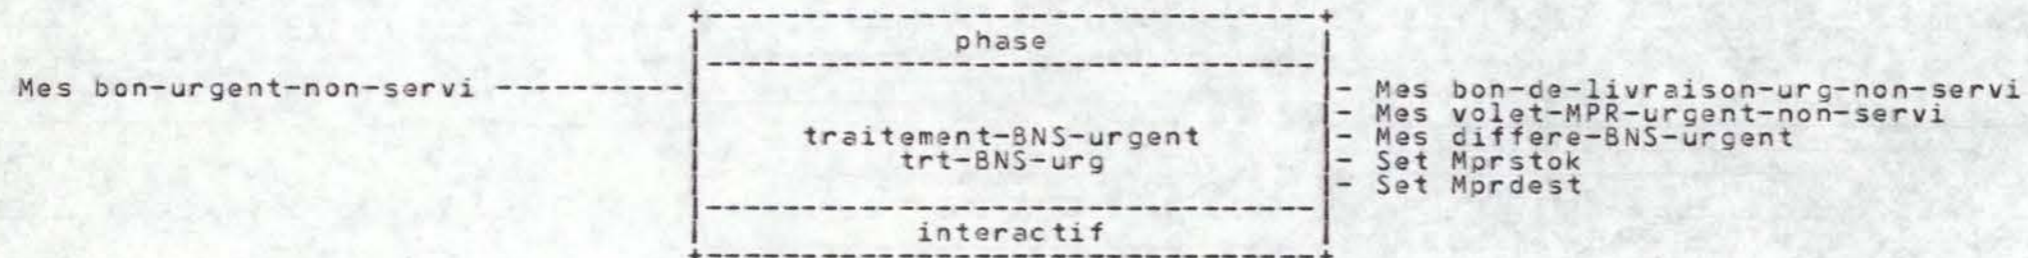 phase
Mes bon-urgent-non-servi ----------
- Mes bon-de-livraison-urg-non-servi
- Mes volet-MPR-urgent-non-servi
traitement-BNS-urgent
- Mes differe-BNS-urgent
trt-BNS-urg
- Set Mprstok
- Set Mprdest
interactif